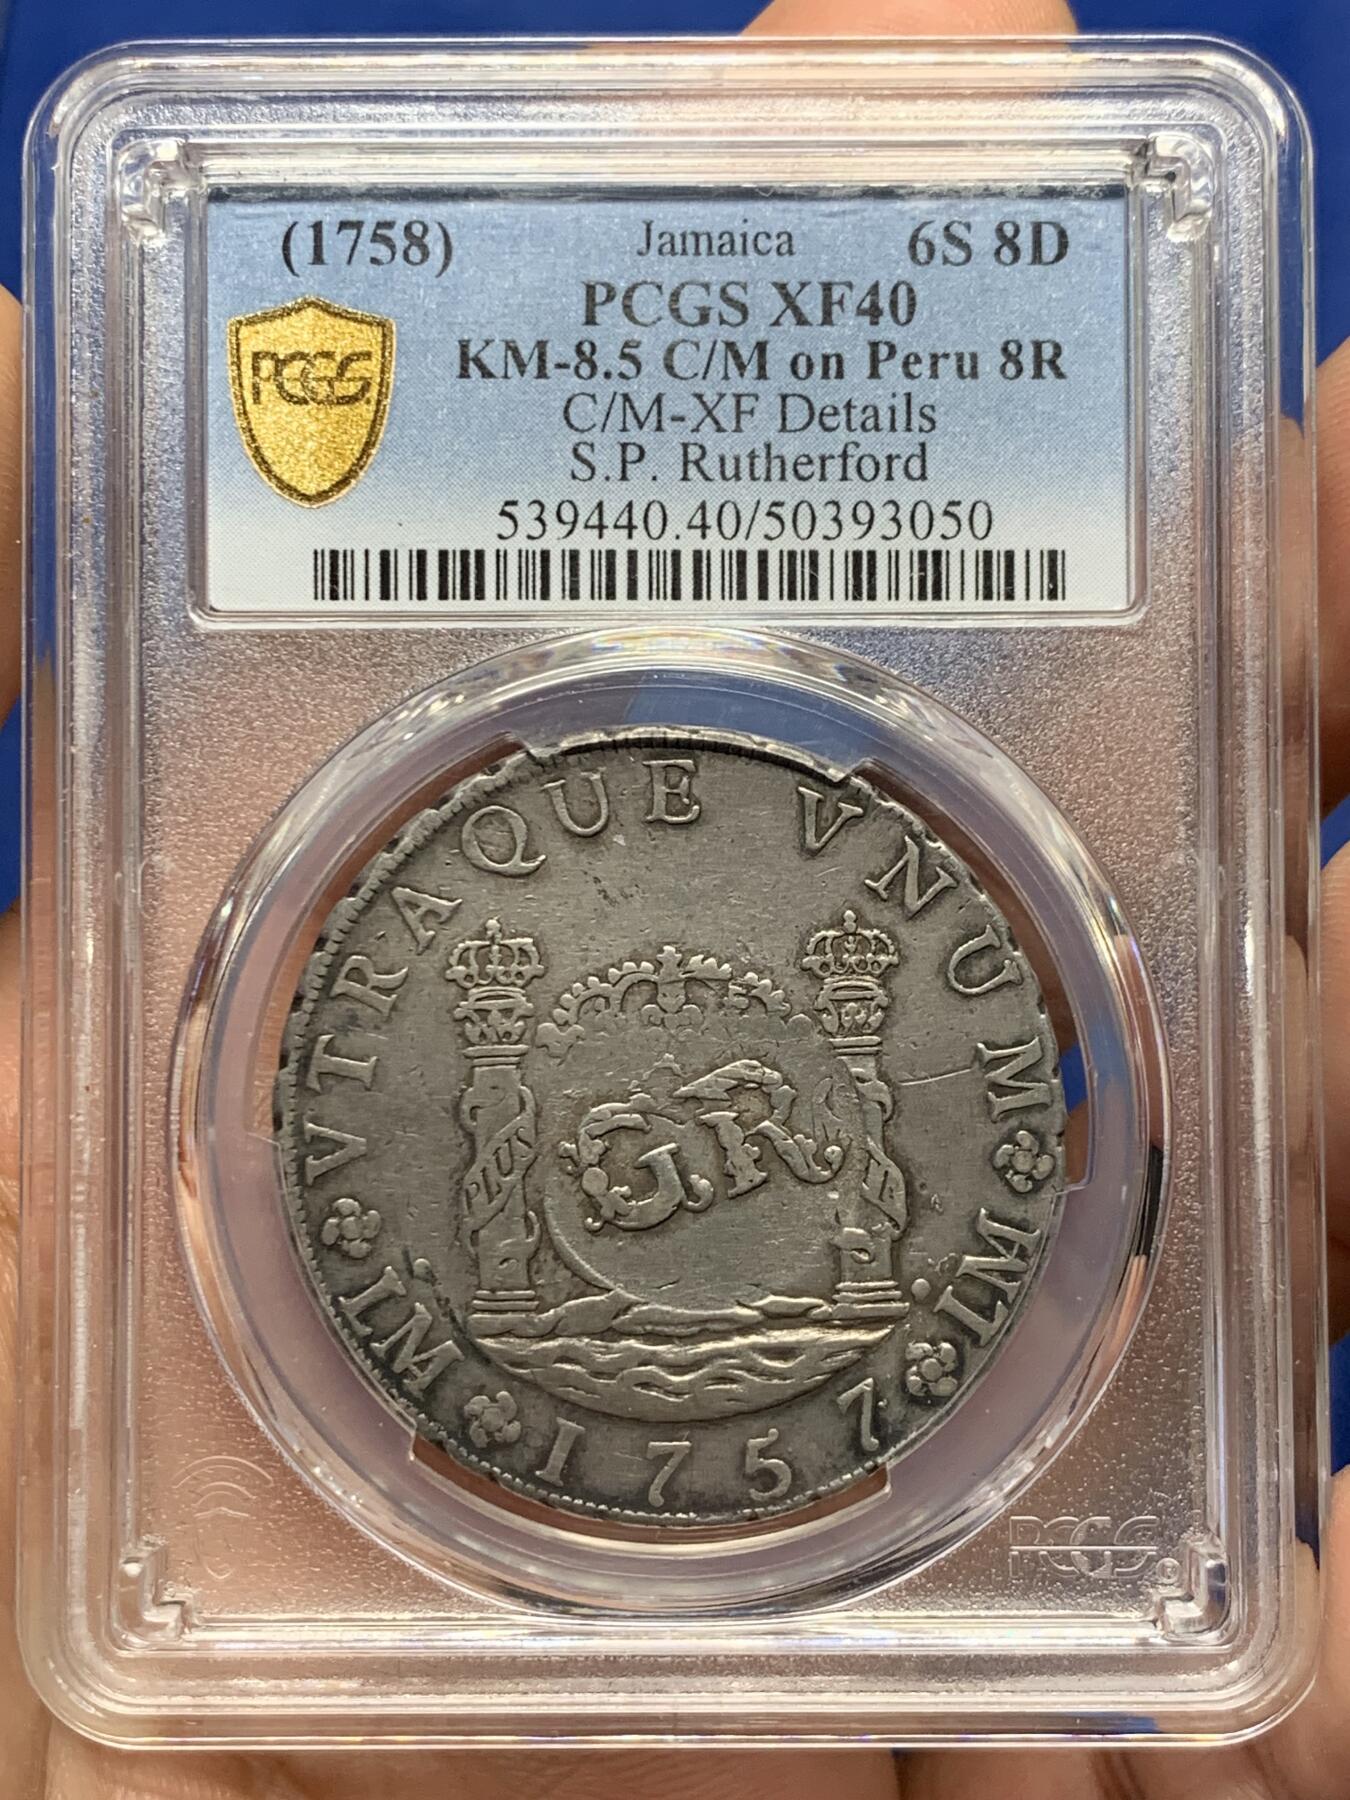 (1758) Jamaica 6S 8D
PCGS XF40
KM-8.5 C/M on Peru 8R
C/M-XF Details
S.P. Rutherford
539440.40/50393050
PCGS
VTRAQUE VNUM
LM 1757 LM
PLUS
GR
PCGS